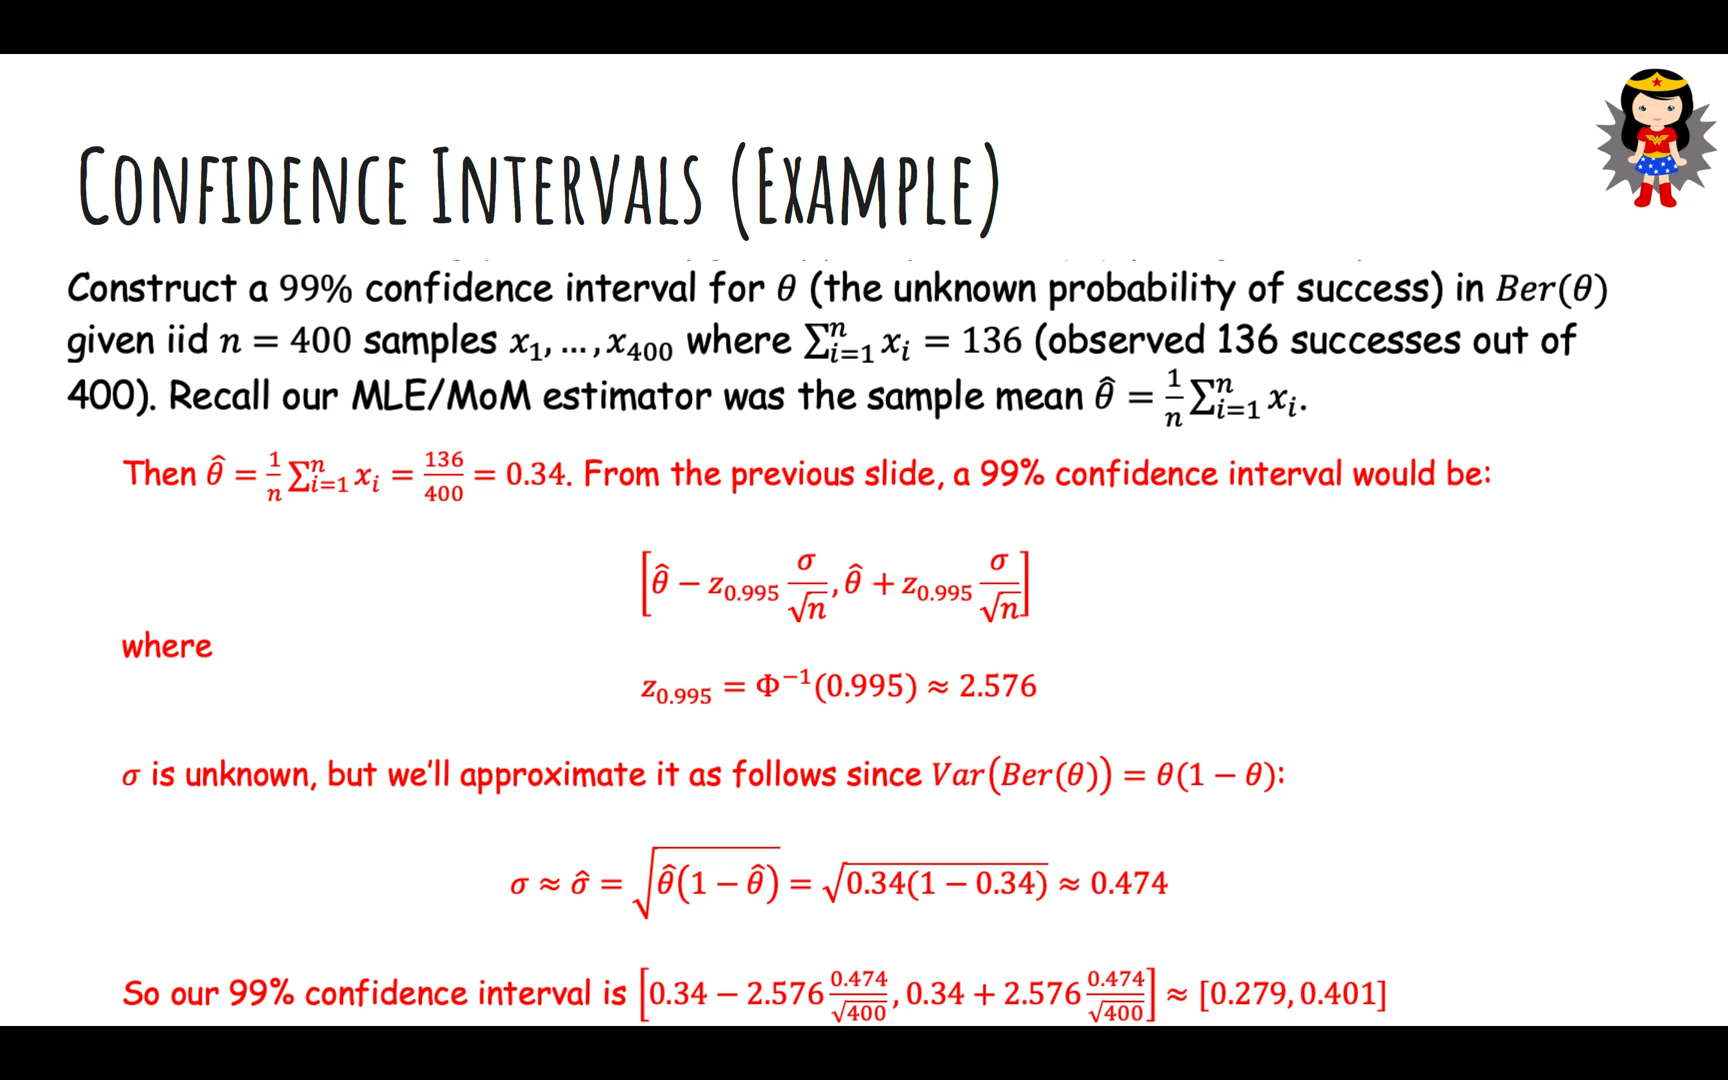 CONFIDENCE INTERVALS (EXAMPLE)
Construct a 99% confidence interval for θ (the unknown probability of success) in Ber(θ)
given iid n = 400 samples x₁, …, x₄₀₀ where ∑ⁿᵢ₌₁ xᵢ = 136 (observed 136 successes out of
400). Recall our MLE/MoM estimator was the sample mean θ̂ = 1/n ∑ⁿᵢ₌₁ xᵢ.
Then θ̂ = 1/n ∑ⁿᵢ₌₁ xᵢ = 136/400 = 0.34. From the previous slide, a 99% confidence interval would be:
[θ̂ − z₀.₉₉₅ σ/√n, θ̂ + z₀.₉₉₅ σ/√n]
where
z₀.₉₉₅ = Φ⁻¹(0.995) ≈ 2.576
σ is unknown, but we'll approximate it as follows since Var(Ber(θ)) = θ(1 − θ):
σ ≈ σ̂ = √(θ̂(1 − θ̂)) = √(0.34(1 − 0.34)) ≈ 0.474
So our 99% confidence interval is [0.34 − 2.576 0.474/√400, 0.34 + 2.576 0.474/√400] ≈ [0.279, 0.401]